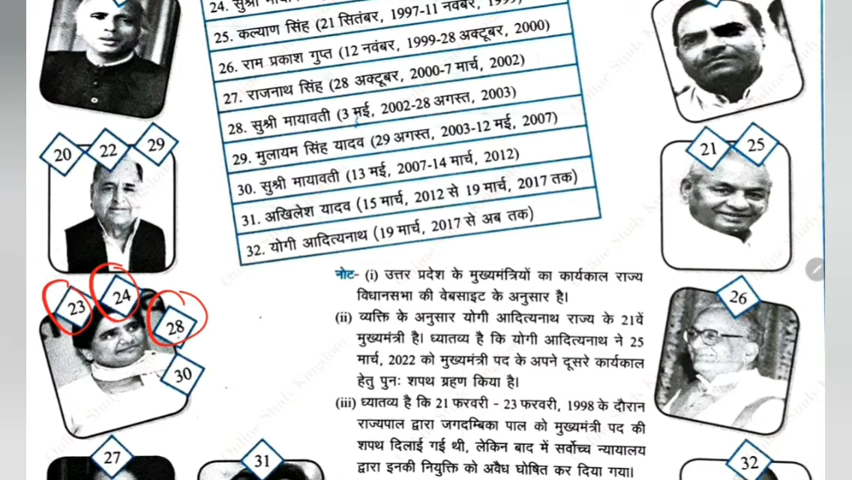 24. सुश्री
25. कल्याण सिंह (21 सितंबर, 1997-11 नवंबर, 1999)
26. राम प्रकाश गुप्त (12 नवंबर, 1999-28 अक्टूबर, 2000)
27. राजनाथ सिंह (28 अक्टूबर, 2000-7 मार्च, 2002)
28. सुश्री मायावती (3 मई, 2002-28 अगस्त, 2003)
29. मुलायम सिंह यादव (29 अगस्त, 2003-12 मई, 2007)
30. सुश्री मायावती (13 मई, 2007-14 मार्च, 2012)
31. अखिलेश यादव (15 मार्च, 2012 से 19 मार्च, 2017 तक)
32. योगी आदित्यनाथ (19 मार्च, 2017 से अब तक)
20 22 29
21 25
23 24 28
30
26
नोट- (i) उत्तर प्रदेश के मुख्यमंत्रियों का कार्यकाल राज्य
विधानसभा की वेबसाइट के अनुसार है।
(ii) व्यक्ति के अनुसार योगी आदित्यनाथ राज्य के 21वें
मुख्यमंत्री है। ध्यातव्य है कि योगी आदित्यनाथ ने 25
मार्च, 2022 को मुख्यमंत्री पद के अपने दूसरे कार्यकाल
हेतु पुनः शपथ ग्रहण किया है।
(iii) ध्यातव्य है कि 21 फरवरी - 23 फरवरी, 1998 के दौरान
राज्यपाल द्वारा जगदम्बिका पाल को मुख्यमंत्री पद की
शपथ दिलाई गई थी, लेकिन बाद में सर्वोच्च न्यायालय
द्वारा इनकी नियुक्ति को अवैध घोषित कर दिया गया।
27
31
32